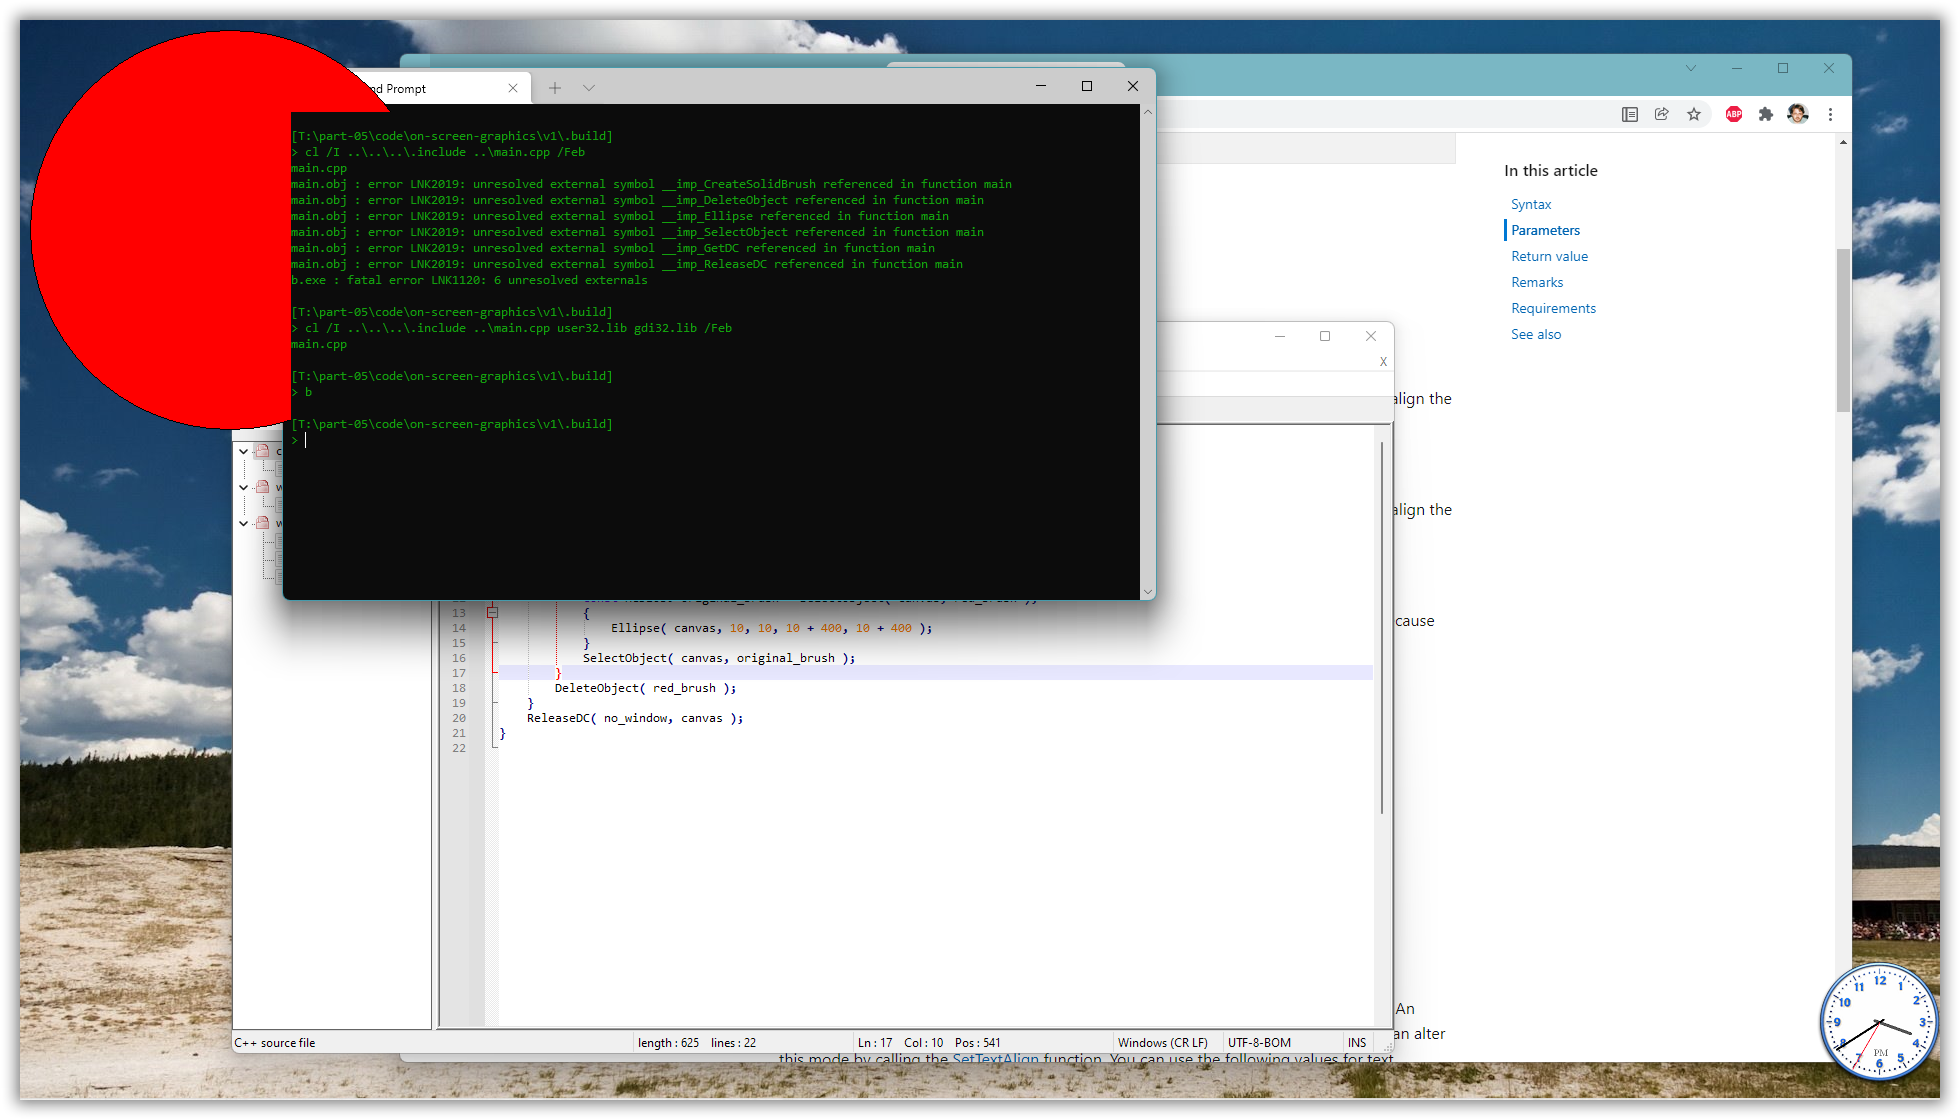 nd Prompt
[T:\part-05\code\on-screen-graphics\v1\.build]
> cl /I ..\..\..\.include ..\main.cpp /Feb
main.cpp
main.obj : error LNK2019: unresolved external symbol __imp_CreateSolidBrush referenced in function main
main.obj : error LNK2019: unresolved external symbol __imp_DeleteObject referenced in function main
main.obj : error LNK2019: unresolved external symbol __imp_Ellipse referenced in function main
main.obj : error LNK2019: unresolved external symbol __imp_SelectObject referenced in function main
main.obj : error LNK2019: unresolved external symbol __imp_GetDC referenced in function main
main.obj : error LNK2019: unresolved external symbol __imp_ReleaseDC referenced in function main
b.exe : fatal error LNK1120: 6 unresolved externals
[T:\part-05\code\on-screen-graphics\v1\.build]
> cl /I ..\..\..\.include ..\main.cpp user32.lib gdi32.lib /Feb
main.cpp
[T:\part-05\code\on-screen-graphics\v1\.build]
> b
[T:\part-05\code\on-screen-graphics\v1\.build]
>
ABP
In this article
Syntax
Parameters
Return value
Remarks
Requirements
See also
X
align the
align the
cause
13 {
14 Ellipse( canvas, 10, 10, 10 + 400, 10 + 400 );
15 }
16 SelectObject( canvas, original_brush );
17 }
18 DeleteObject( red_brush );
19 }
20 ReleaseDC( no_window, canvas );
21 }
22
An
an alter
this mode by calling the SetTextAlign function. You can use the following values for text
C++ source file length : 625 lines : 22 Ln : 17 Col : 10 Pos : 541 Windows (CR LF) UTF-8-BOM INS
12
1
2
3
4
5
6
7
8
9
10
11
PM